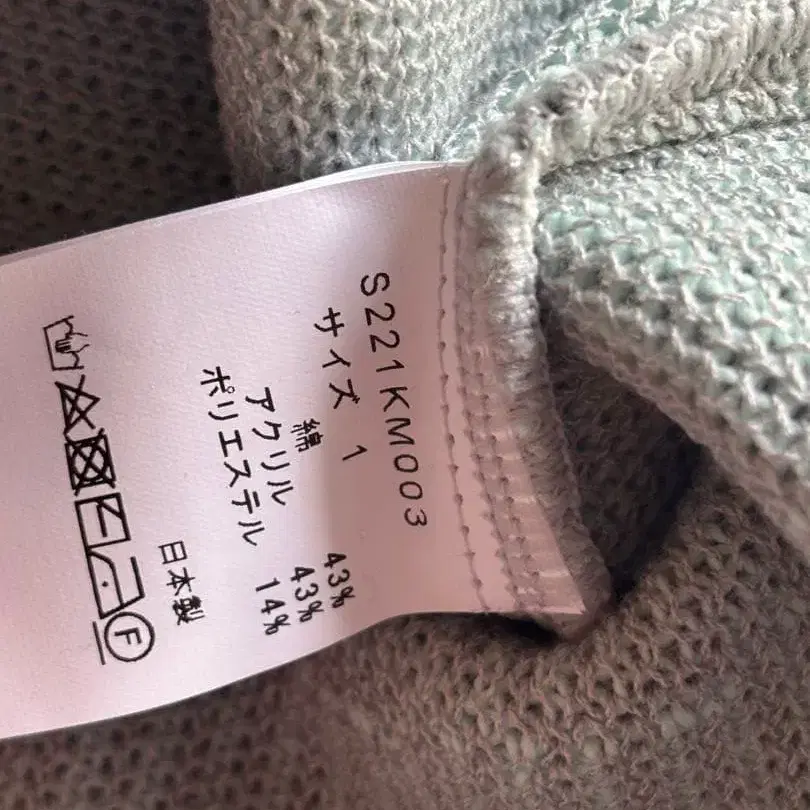 S221KM003
サイズ 1
綿 43%
アクリル 43%
ポリエステル 14%
日本製
F